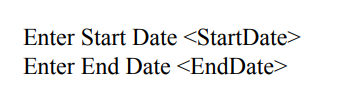 Enter Start Date <StartDate>
Enter End Date <EndDate>